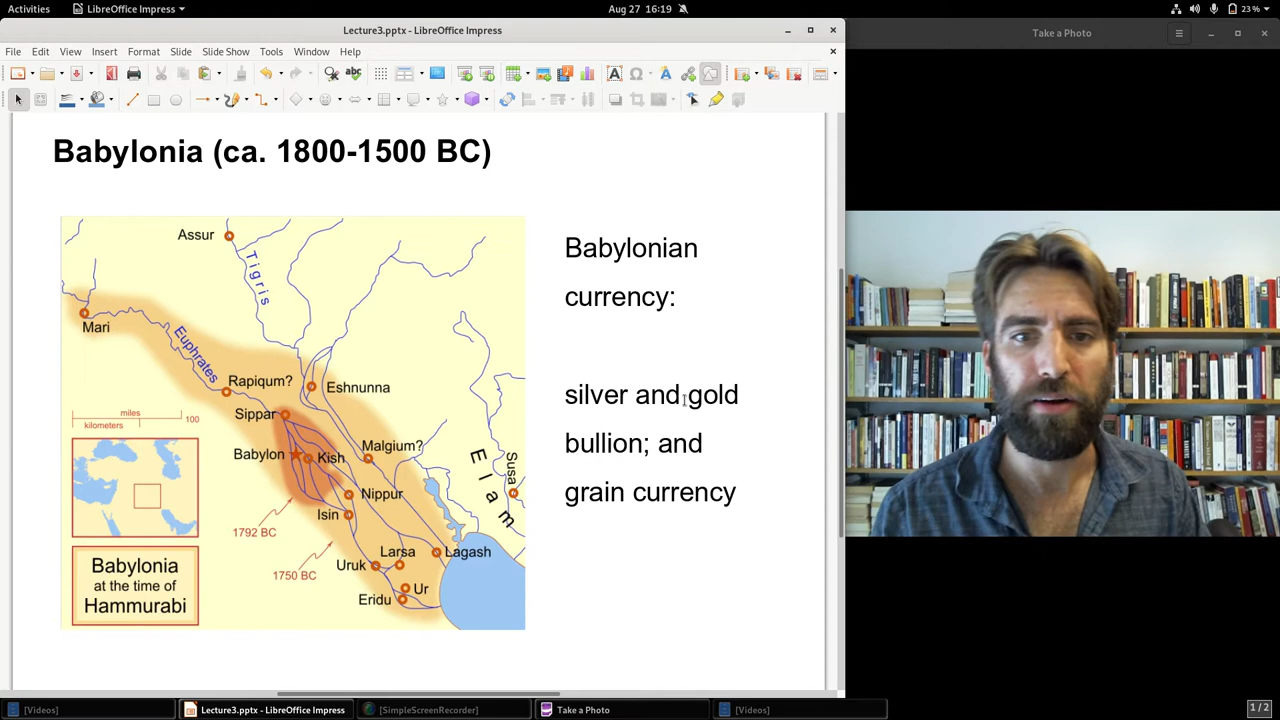 Activities
LibreOffice Impress
Aug 27 16:19
23%
Lecture3.pptx - LibreOffice Impress
Take a Photo
File Edit View Insert Format Slide Slide Show Tools Window Help
Babylonia (ca. 1800-1500 BC)
Assur
Tigris
Mari
Euphrates
Rapiqum?
Eshnunna
miles
kilometers
100
Sippar
Babylon
Kish
Malgium?
Elam
Susa
Nippur
Isin
1792 BC
1750 BC
Larsa
Uruk
Lagash
Ur
Eridu
Babylonia
at the time of
Hammurabi
Babylonian
currency:
silver and gold
bullion; and
grain currency
[Videos]
Lecture3.pptx - LibreOffice Impress
[SimpleScreenRecorder]
Take a Photo
[Videos]
1 / 2